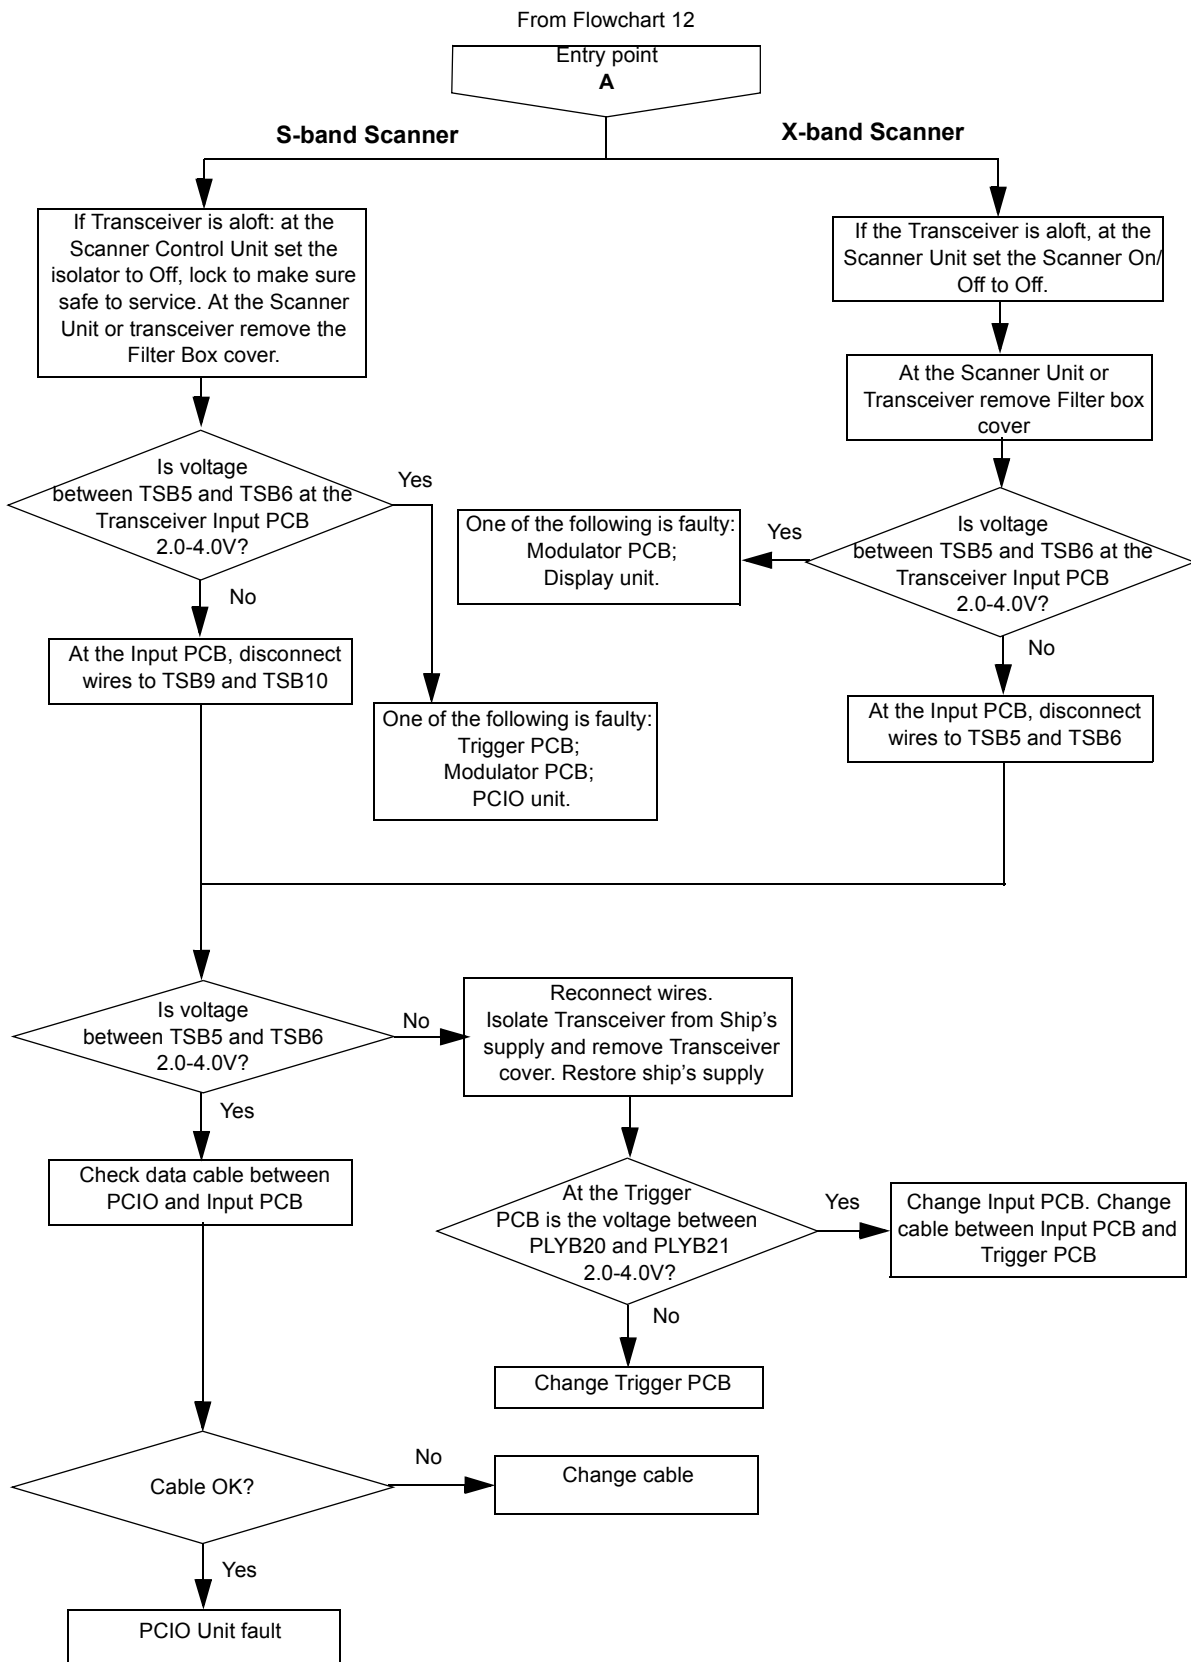 From Flowchart 12
Entry point
A
S-band Scanner
X-band Scanner
If Transceiver is aloft: at the
Scanner Control Unit set the
isolator to Off, lock to make sure
safe to service. At the Scanner
Unit or transceiver remove the
Filter Box cover.
If the Transceiver is aloft, at the
Scanner Unit set the Scanner On/
Off to Off.
At the Scanner Unit or
Transceiver remove Filter box
cover
Is voltage
between TSB5 and TSB6 at the
Transceiver Input PCB
2.0-4.0V?
Yes
No
One of the following is faulty:
Modulator PCB;
Display unit.
Yes
Is voltage
between TSB5 and TSB6 at the
Transceiver Input PCB
2.0-4.0V?
No
At the Input PCB, disconnect
wires to TSB9 and TSB10
One of the following is faulty:
Trigger PCB;
Modulator PCB;
PCIO unit.
At the Input PCB, disconnect
wires to TSB5 and TSB6
Is voltage
between TSB5 and TSB6
2.0-4.0V?
No
Yes
Reconnect wires.
Isolate Transceiver from Ship's
supply and remove Transceiver
cover. Restore ship's supply
Check data cable between
PCIO and Input PCB
At the Trigger
PCB is the voltage between
PLYB20 and PLYB21
2.0-4.0V?
Yes
No
Change Input PCB. Change
cable between Input PCB and
Trigger PCB
Change Trigger PCB
Cable OK?
No
Change cable
Yes
PCIO Unit fault